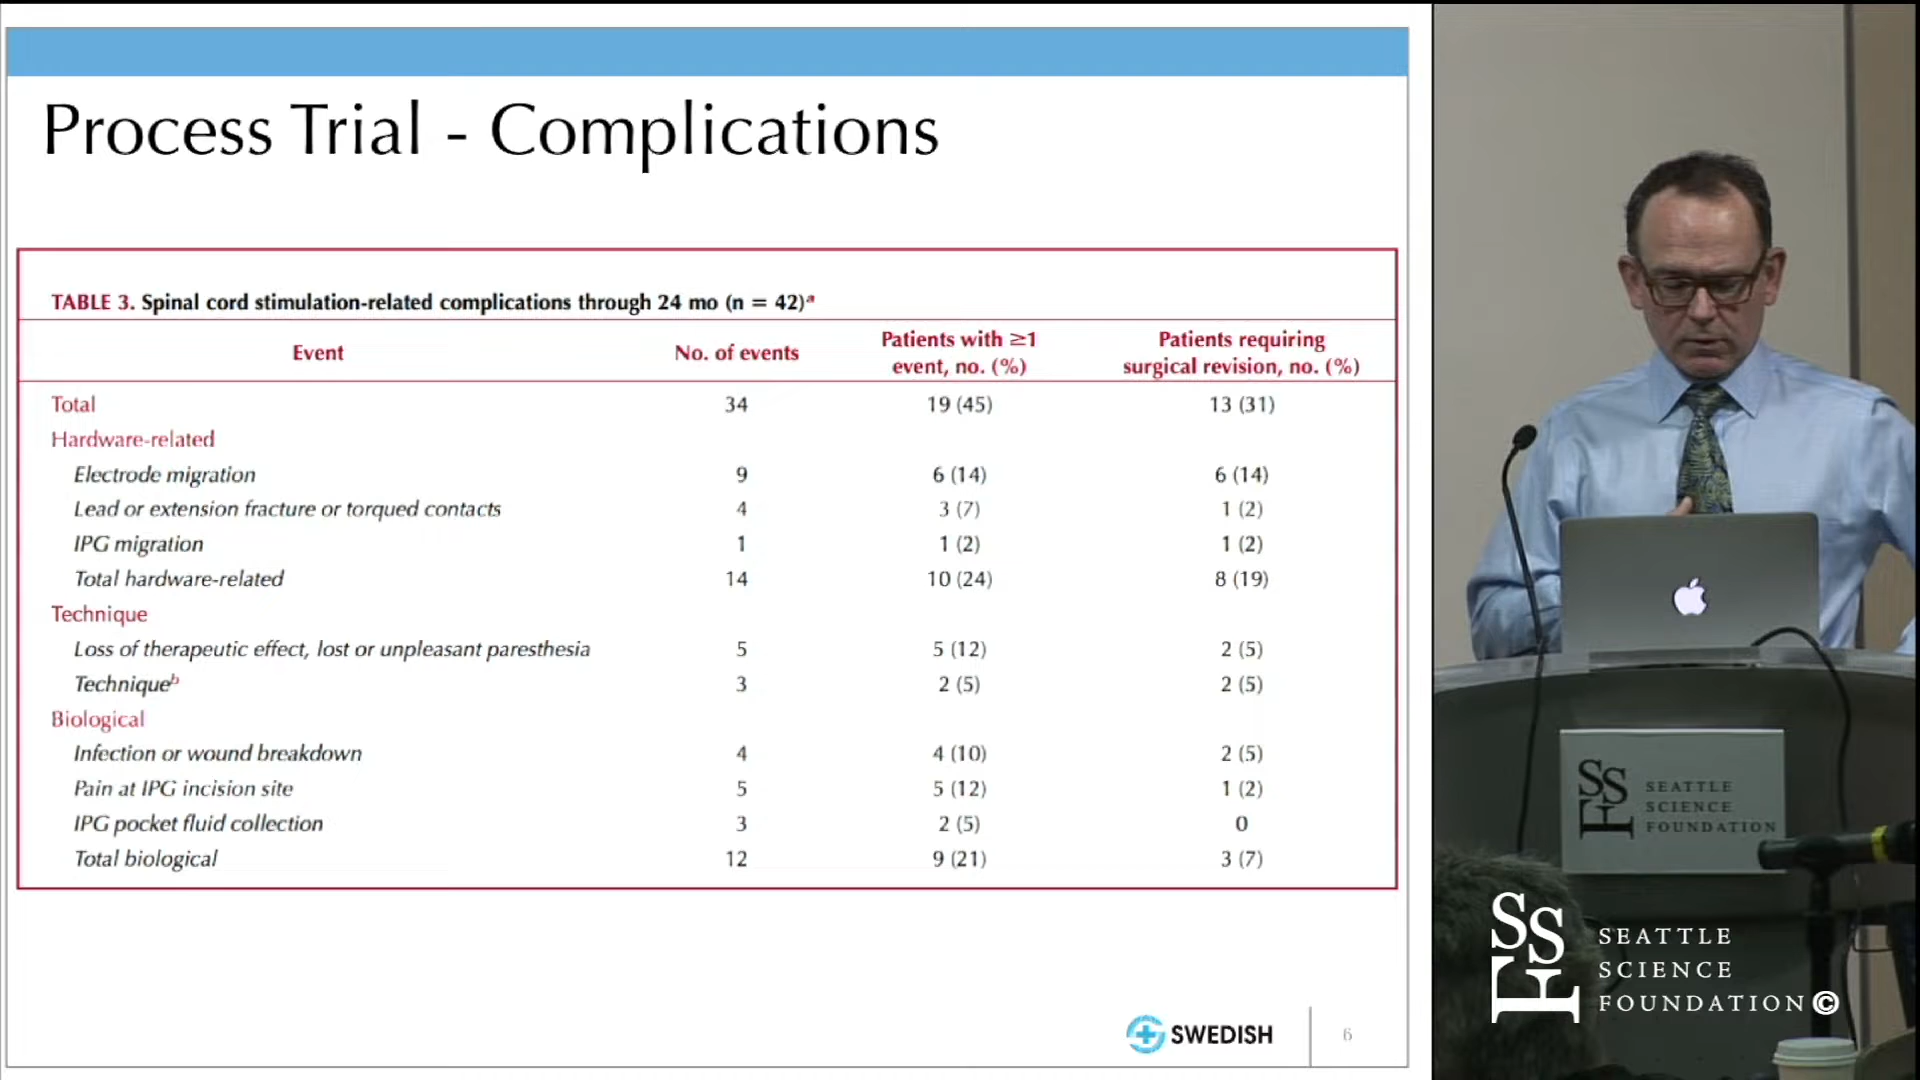 Process Trial - Complications
TABLE 3. Spinal cord stimulation-related complications through 24 mo (n = 42)a
Event No. of events Patients with ≥1 event, no. (%) Patients requiring surgical revision, no. (%)
Total 34 19 (45) 13 (31)
Hardware-related
Electrode migration 9 6 (14) 6 (14)
Lead or extension fracture or torqued contacts 4 3 (7) 1 (2)
IPG migration 1 1 (2) 1 (2)
Total hardware-related 14 10 (24) 8 (19)
Technique
Loss of therapeutic effect, lost or unpleasant paresthesia 5 5 (12) 2 (5)
Techniqueb 3 2 (5) 2 (5)
Biological
Infection or wound breakdown 4 4 (10) 2 (5)
Pain at IPG incision site 5 5 (12) 1 (2)
IPG pocket fluid collection 3 2 (5) 0
Total biological 12 9 (21) 3 (7)
SWEDISH 6
SSF
SEATTLE
SCIENCE
FOUNDATION
SSF
SEATTLE
SCIENCE
FOUNDATION©